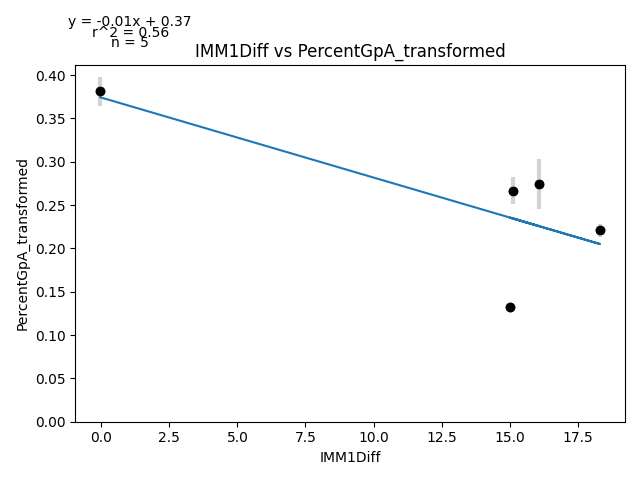 y = -0.01x + 0.37
r^2 = 0.56
n = 5
IMM1Diff vs PercentGpA_transformed
PercentGpA_transformed
0.40
0.35
0.30
0.25
0.20
0.15
0.10
0.05
0.00
0.0 2.5 5.0 7.5 10.0 12.5 15.0 17.5
IMM1Diff